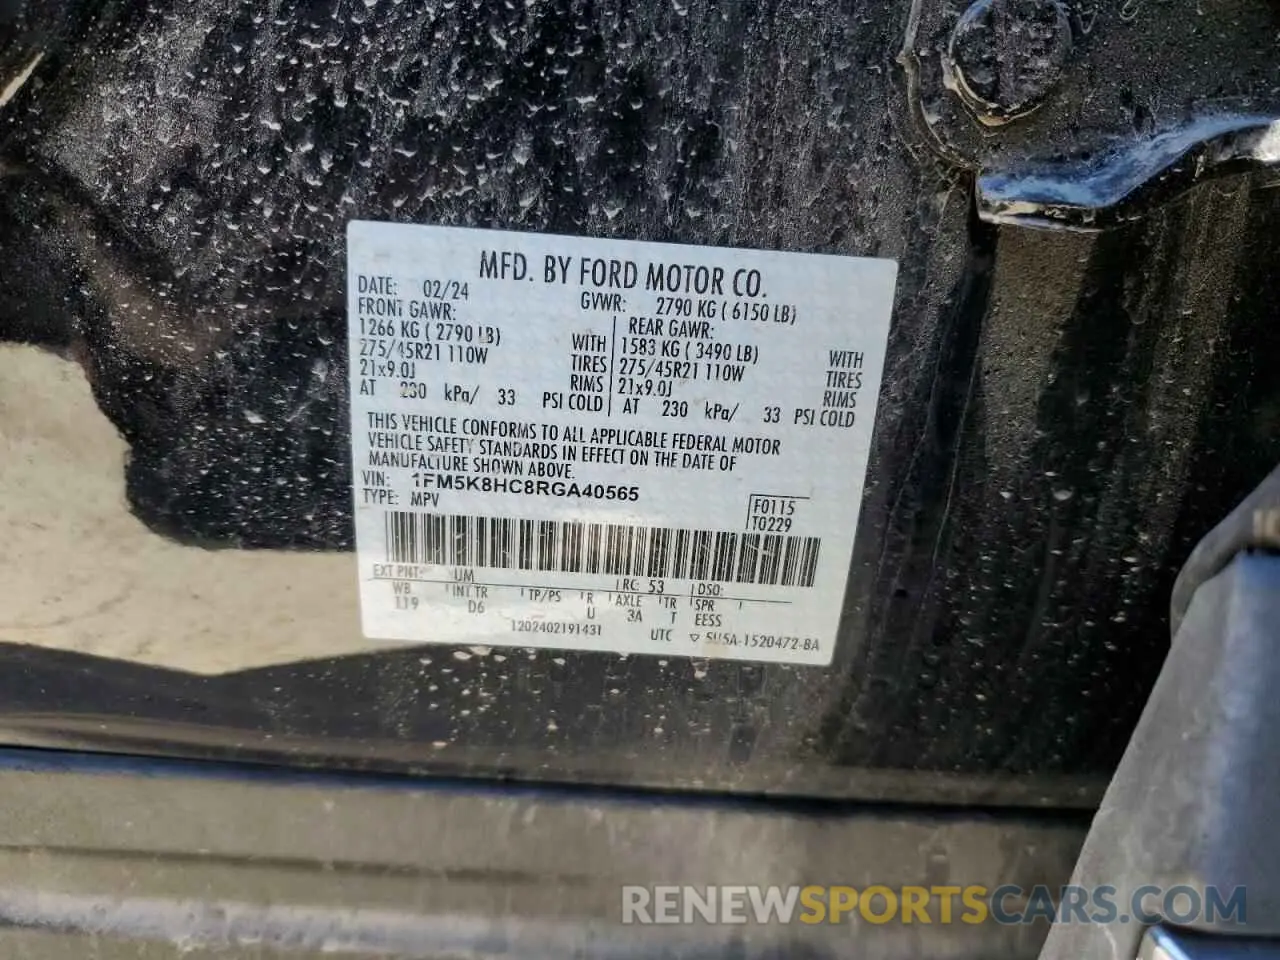 MFD. BY FORD MOTOR CO.
DATE: 02/24 GVWR: 2790 KG ( 6150 LB)
FRONT GAWR: REAR GAWR:
1266 KG ( 2790 LB) WITH 1583 KG ( 3490 LB) WITH
275/45R21 110W TIRES 275/45R21 110W TIRES
21x9.0J RIMS 21x9.0J RIMS
AT 230 kPa/ 33 PSI COLD AT 230 kPa/ 33 PSI COLD
THIS VEHICLE CONFORMS TO ALL APPLICABLE FEDERAL MOTOR
VEHICLE SAFETY STANDARDS IN EFFECT ON THE DATE OF
MANUFACTURE SHOWN ABOVE.
VIN: 1FM5K8HC8RGA40565
TYPE: MPV
F0115
T0229
EXT PNT: UM RC: 53 DSO:
WB INT TR TP/PS R AXLE TR SPR
119 D6 U 3A T EESS
1202402191431 UTC ▽ SU5A-1520472-BA
RENEWSPORTSCARS.COM